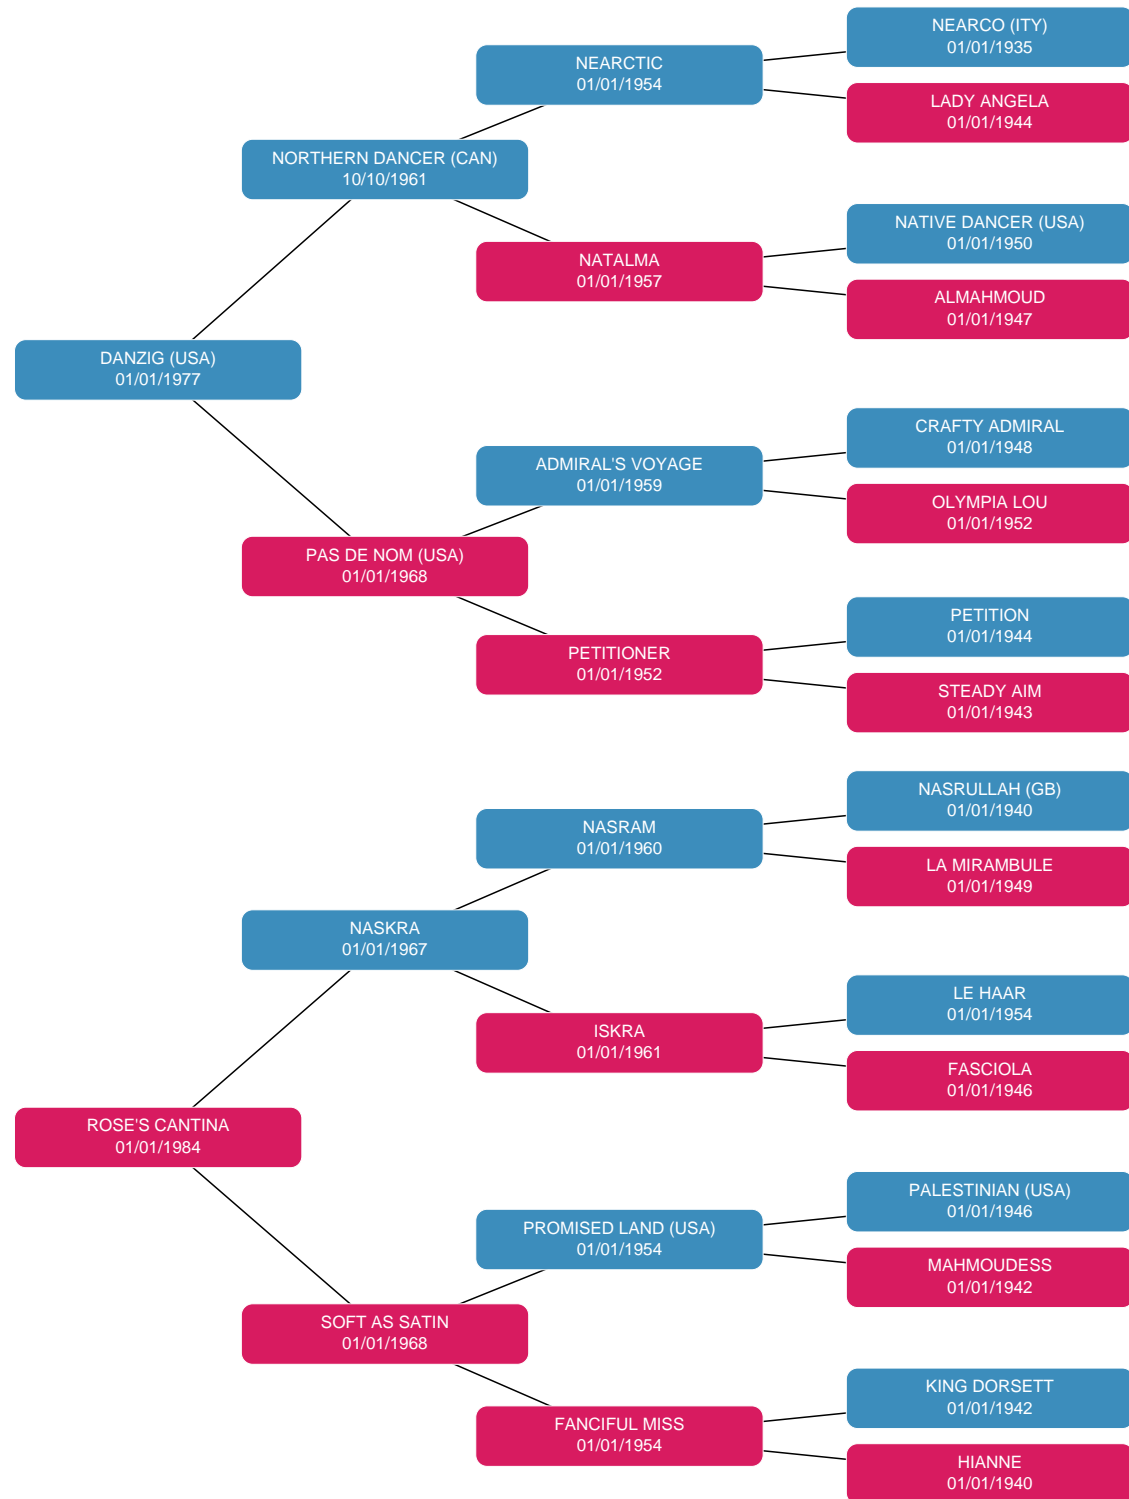 NEARCO (ITY)
01/01/1935
NEARCTIC
01/01/1954
LADY ANGELA
01/01/1944
NORTHERN DANCER (CAN)
10/10/1961
NATIVE DANCER (USA)
01/01/1950
NATALMA
01/01/1957
ALMAHMOUD
01/01/1947
DANZIG (USA)
01/01/1977
CRAFTY ADMIRAL
01/01/1948
ADMIRAL'S VOYAGE
01/01/1959
OLYMPIA LOU
01/01/1952
PAS DE NOM (USA)
01/01/1968
PETITION
01/01/1944
PETITIONER
01/01/1952
STEADY AIM
01/01/1943
NASRULLAH (GB)
01/01/1940
NASRAM
01/01/1960
LA MIRAMBULE
01/01/1949
NASKRA
01/01/1967
LE HAAR
01/01/1954
ISKRA
01/01/1961
FASCIOLA
01/01/1946
ROSE'S CANTINA
01/01/1984
PALESTINIAN (USA)
01/01/1946
PROMISED LAND (USA)
01/01/1954
MAHMOUDESS
01/01/1942
SOFT AS SATIN
01/01/1968
KING DORSETT
01/01/1942
FANCIFUL MISS
01/01/1954
HIANNE
01/01/1940